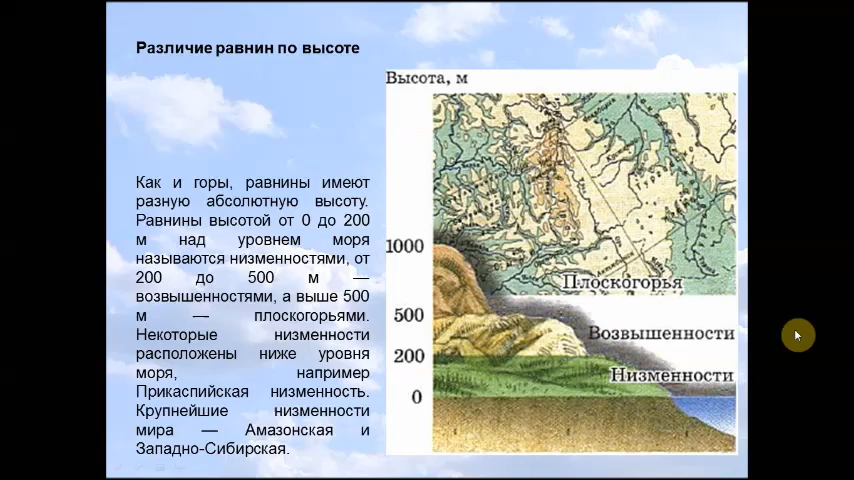 Различие равнин по высоте
Высота, м
Как и горы, равнины имеют
разную абсолютную высоту.
Равнины высотой от 0 до 200
м над уровнем моря
называются низменностями, от
200 до 500 м —
возвышенностями, а выше 500
м — плоскогорьями.
Некоторые низменности
расположены ниже уровня
моря, например
Прикаспийская низменность.
Крупнейшие низменности
мира — Амазонская и
Западно-Сибирская.
1000
Плоскогорья
500
Возвышенности
200
Низменности
0